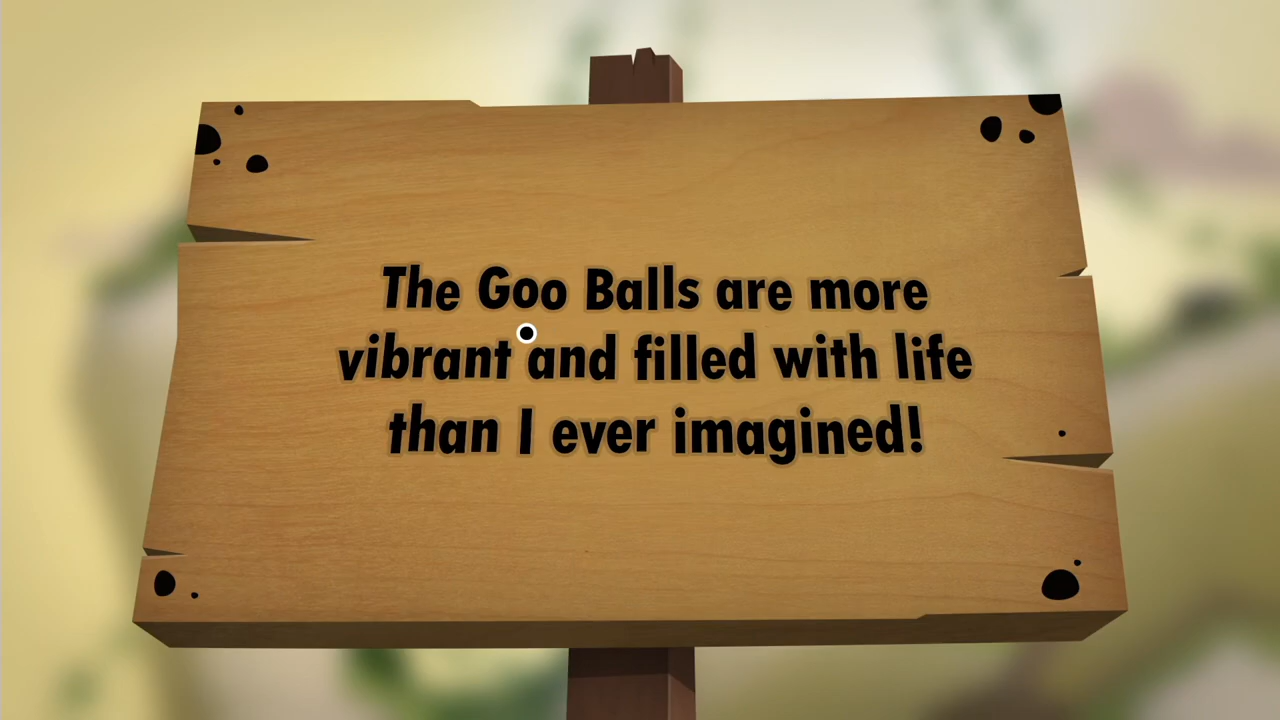 The Goo Balls are more
vibrant and filled with life
than I ever imagined!